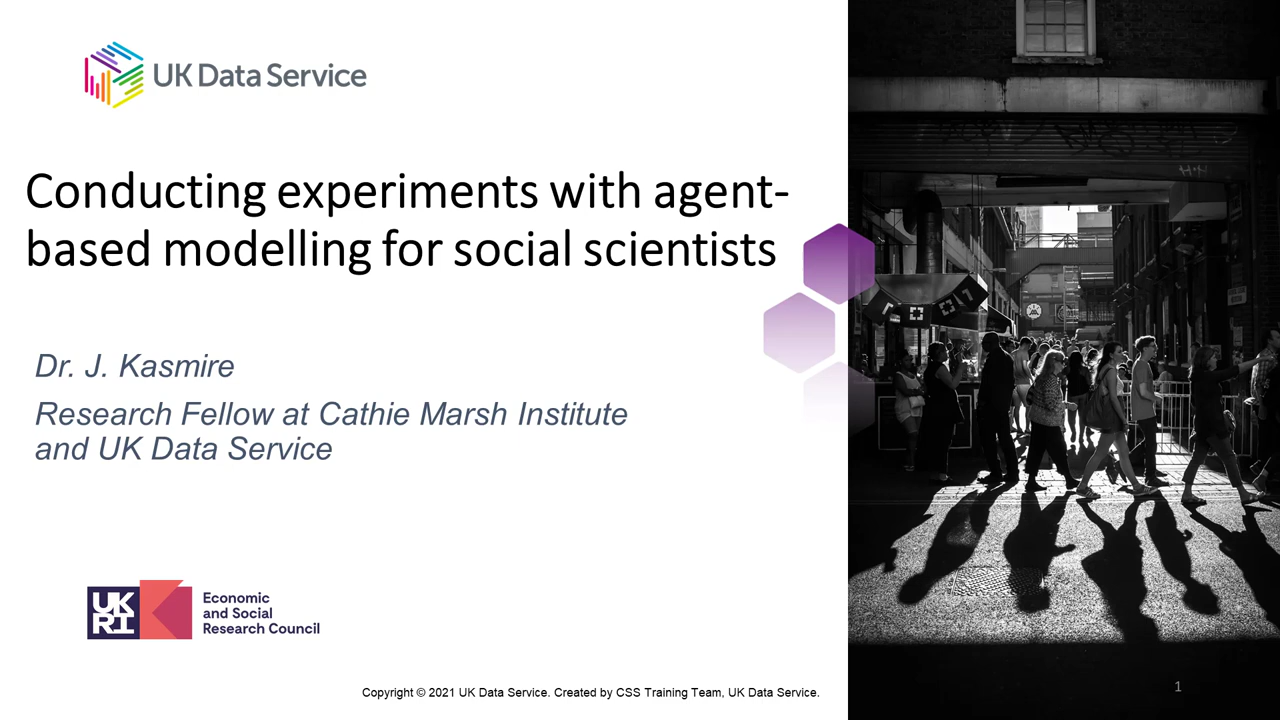 UK Data Service
Conducting experiments with agent-
based modelling for social scientists
Dr. J. Kasmire
Research Fellow at Cathie Marsh Institute
and UK Data Service
UK
RI
Economic
and Social
Research Council
Copyright © 2021 UK Data Service. Created by CSS Training Team, UK Data Service.
1